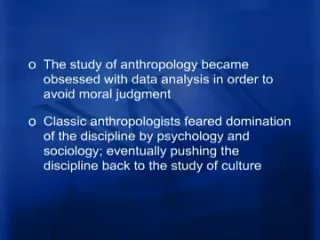 o The study of anthropology became
obsessed with data analysis in order to
avoid moral judgment
o Classic anthropologists feared domination
of the discipline by psychology and
sociology; eventually pushing the
discipline back to the study of culture